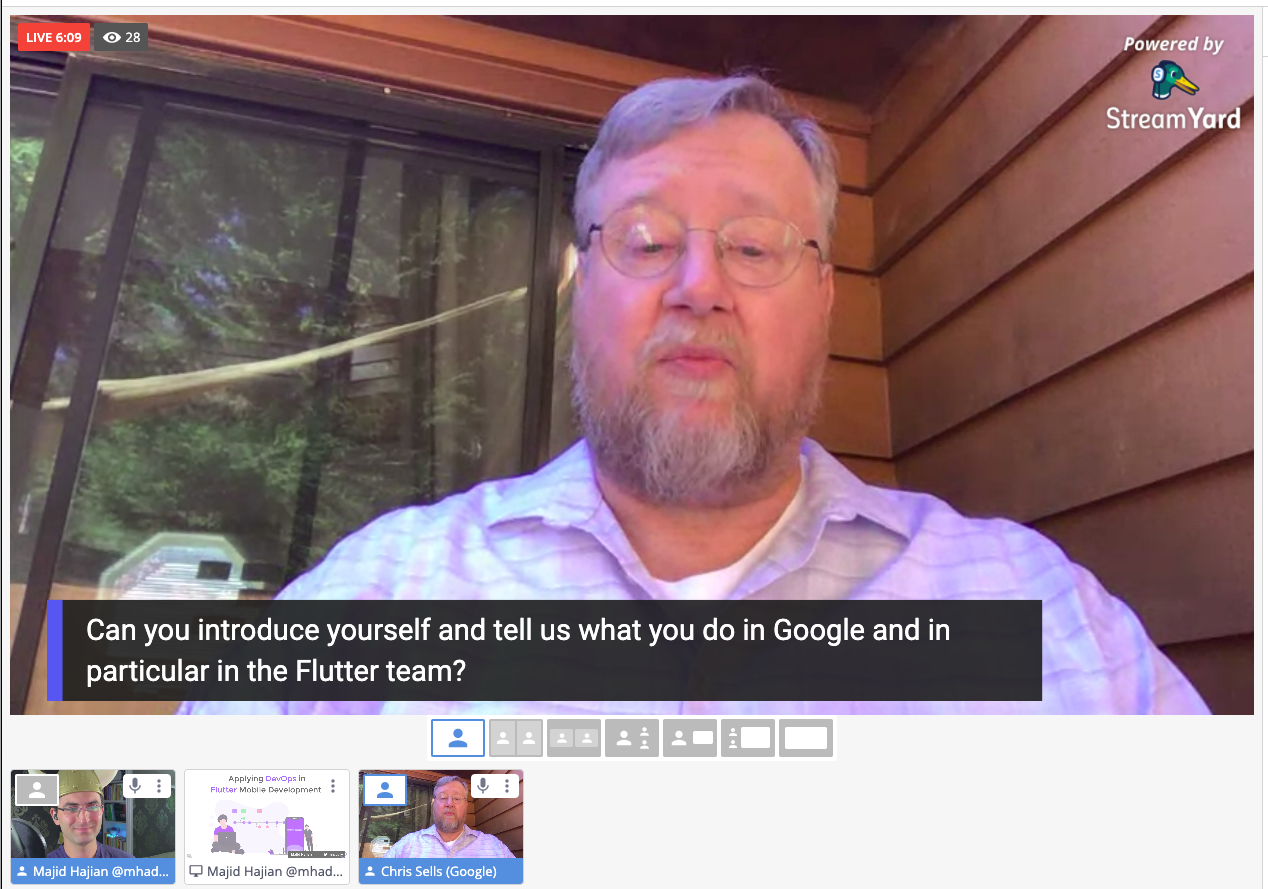 LIVE 6:09
28
Powered by
StreamYard
Can you introduce yourself and tell us what you do in Google and in
particular in the Flutter team?
Applying DevOps in
Flutter Mobile Development
Majid Hajian @mhad...
Majid Hajian @mhad...
Chris Sells (Google)